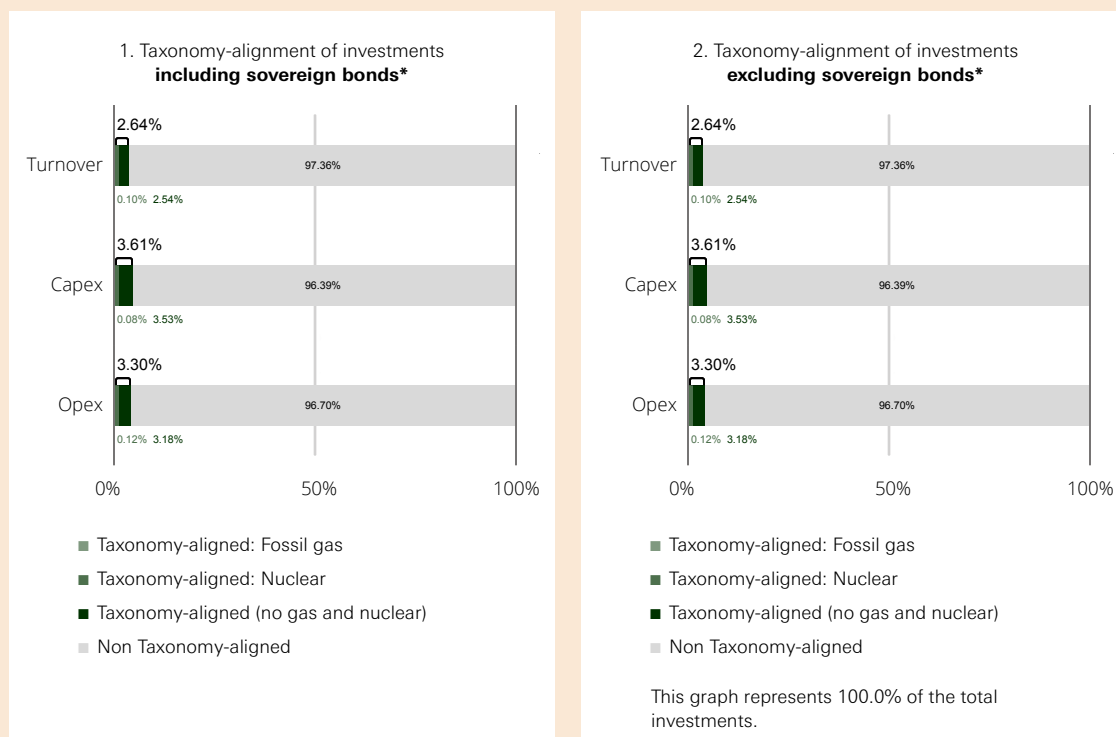 1. Taxonomy-alignment of investments
including sovereign bonds*
2.64%
Turnover
97.36%
0.10% 2.54%
3.61%
Capex
96.39%
0.08% 3.53%
3.30%
Opex
96.70%
0.12% 3.18%
0% 50% 100%
Taxonomy-aligned: Fossil gas
Taxonomy-aligned: Nuclear
Taxonomy-aligned (no gas and nuclear)
Non Taxonomy-aligned
2. Taxonomy-alignment of investments
excluding sovereign bonds*
2.64%
Turnover
97.36%
0.10% 2.54%
3.61%
Capex
96.39%
0.08% 3.53%
3.30%
Opex
96.70%
0.12% 3.18%
0% 50% 100%
Taxonomy-aligned: Fossil gas
Taxonomy-aligned: Nuclear
Taxonomy-aligned (no gas and nuclear)
Non Taxonomy-aligned
This graph represents 100.0% of the total
investments.